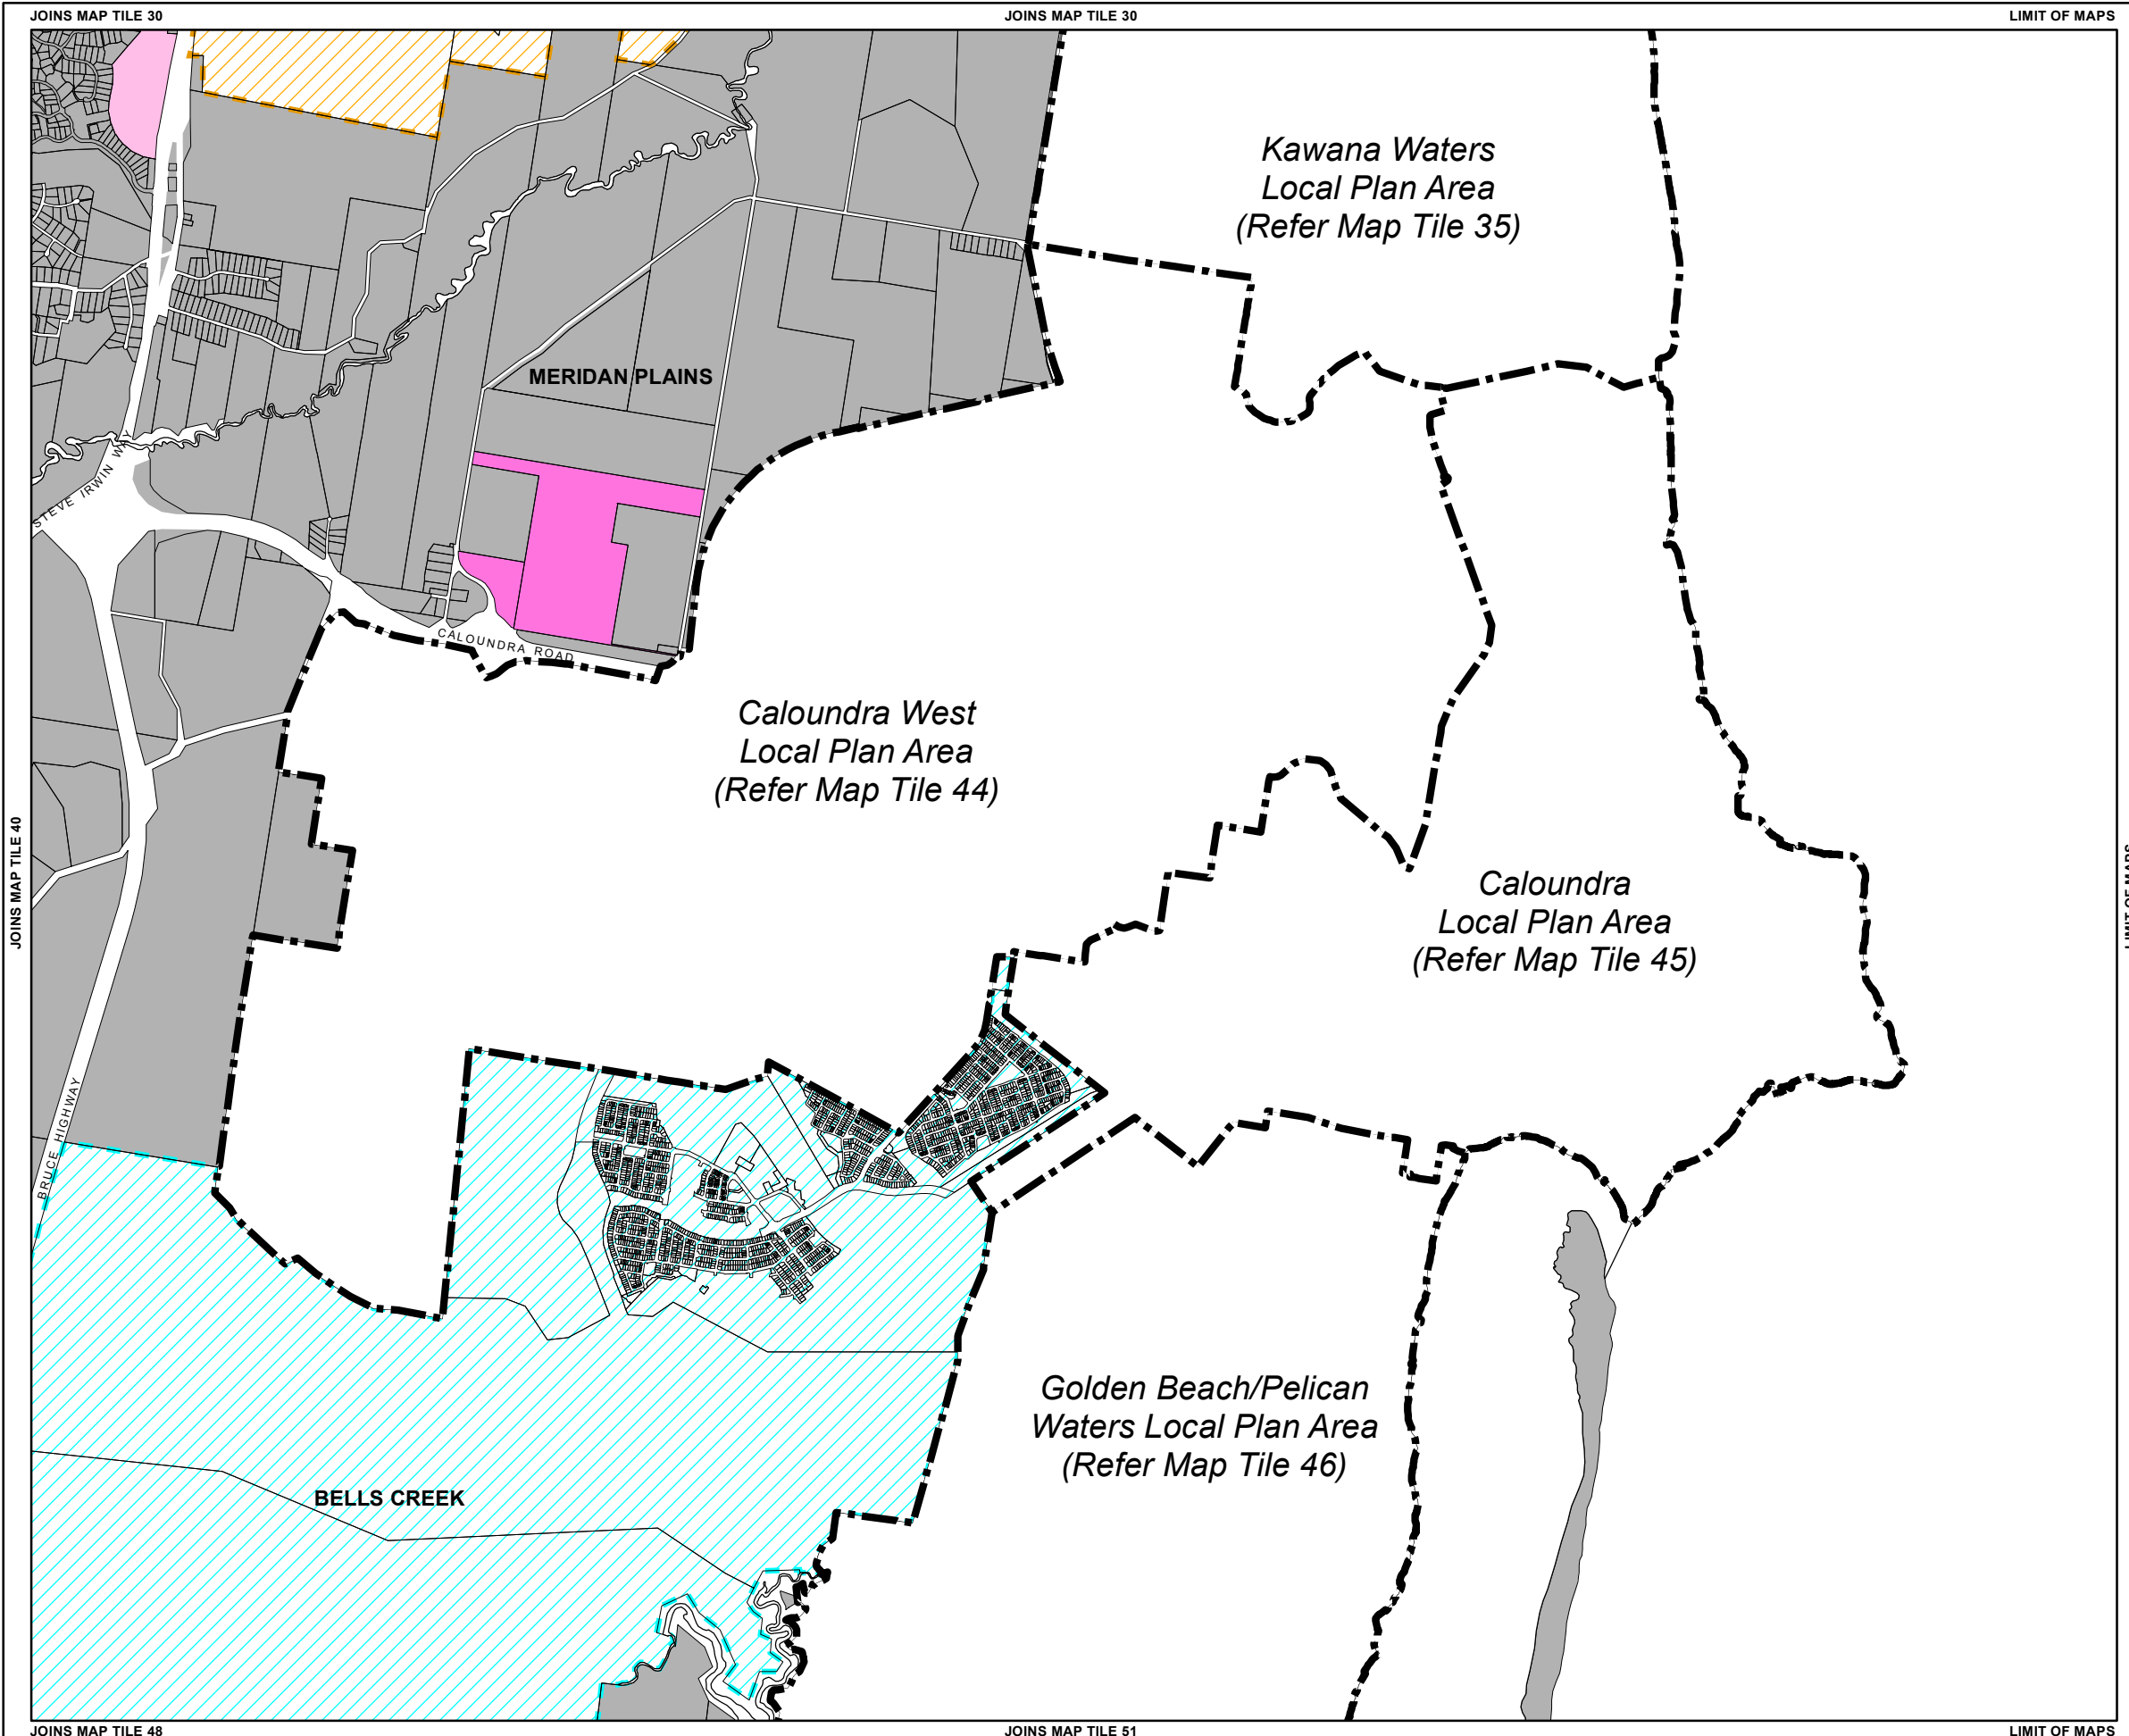 JOINS MAP TILE 30
JOINS MAP TILE 30
LIMIT OF MAPS
Kawana Waters
Local Plan Area
(Refer Map Tile 35)
MERIDAN PLAINS
STEVE IRWIN WAY
CALOUNDRA ROAD
Caloundra West
Local Plan Area
(Refer Map Tile 44)
JOINS MAP TILE 40
LIMIT OF MAPS
Caloundra
Local Plan Area
(Refer Map Tile 45)
BRUCE HIGHWAY
Golden Beach/Pelican
Waters Local Plan Area
(Refer Map Tile 46)
BELLS CREEK
JOINS MAP TILE 48
JOINS MAP TILE 51
LIMIT OF MAPS